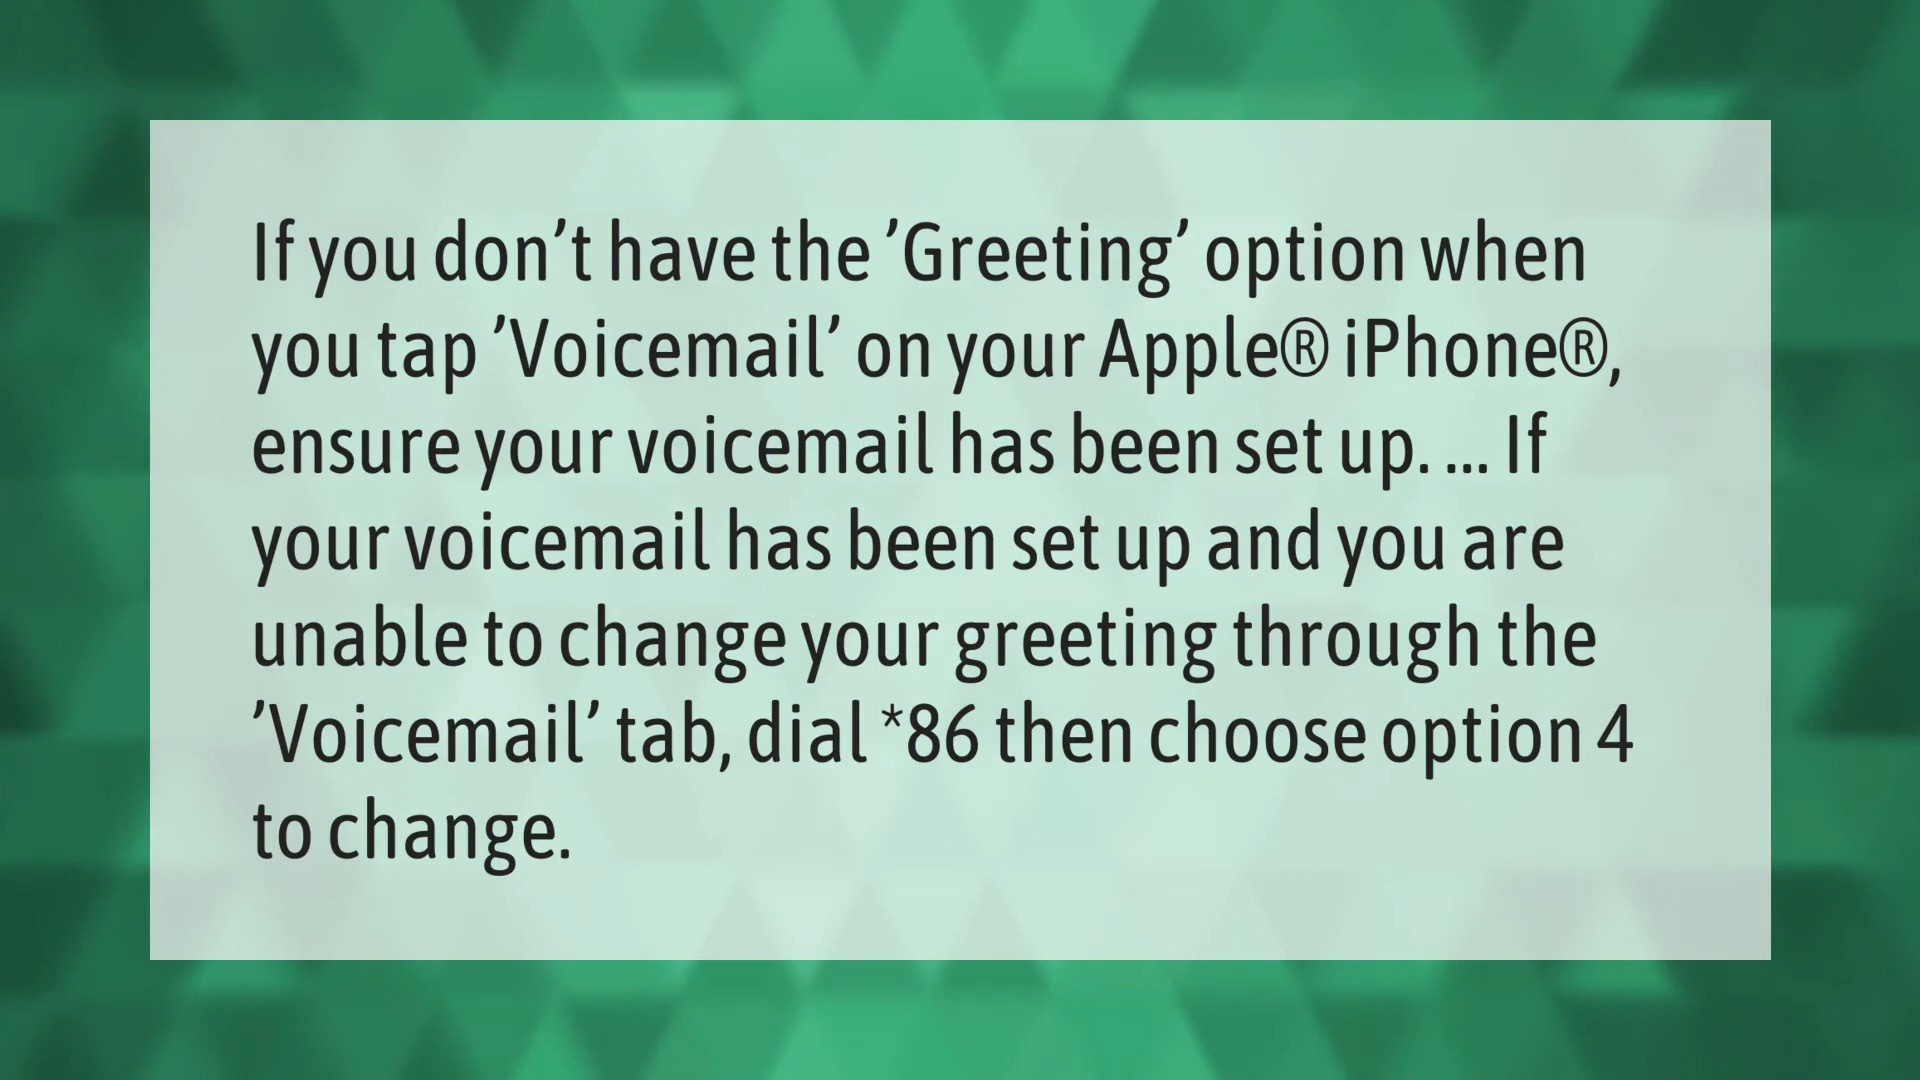 If you don’t have the ’Greeting’ option when
you tap ’Voicemail’ on your Apple® iPhone®,
ensure your voicemail has been set up. ... If
your voicemail has been set up and you are
unable to change your greeting through the
’Voicemail’ tab, dial *86 then choose option 4
to change.